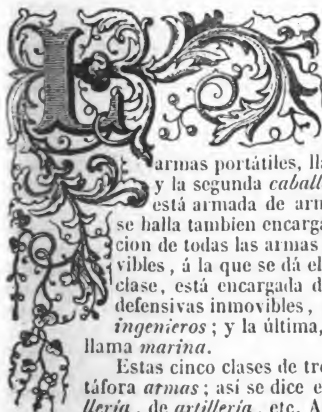 L
armas portátiles, lla
y la segunda caball
está armada de arm
se halla tambien encarga
cion de todas las armas
vibles, á la que se dá el
clase, está encargada d
defensivas inmovibles,
ingenieros; y la última,
llama marina.
Estas cinco clases de tro
táfora armas; asi se dice e
llería, de artillería, etc. A